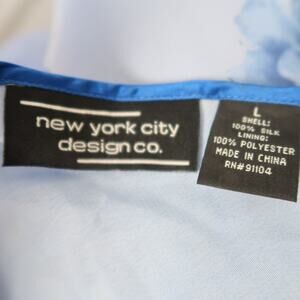 new york city
design co.
L
SHELL:
100% SILK
LINING:
100% POLYESTER
MADE IN CHINA
RN#91104